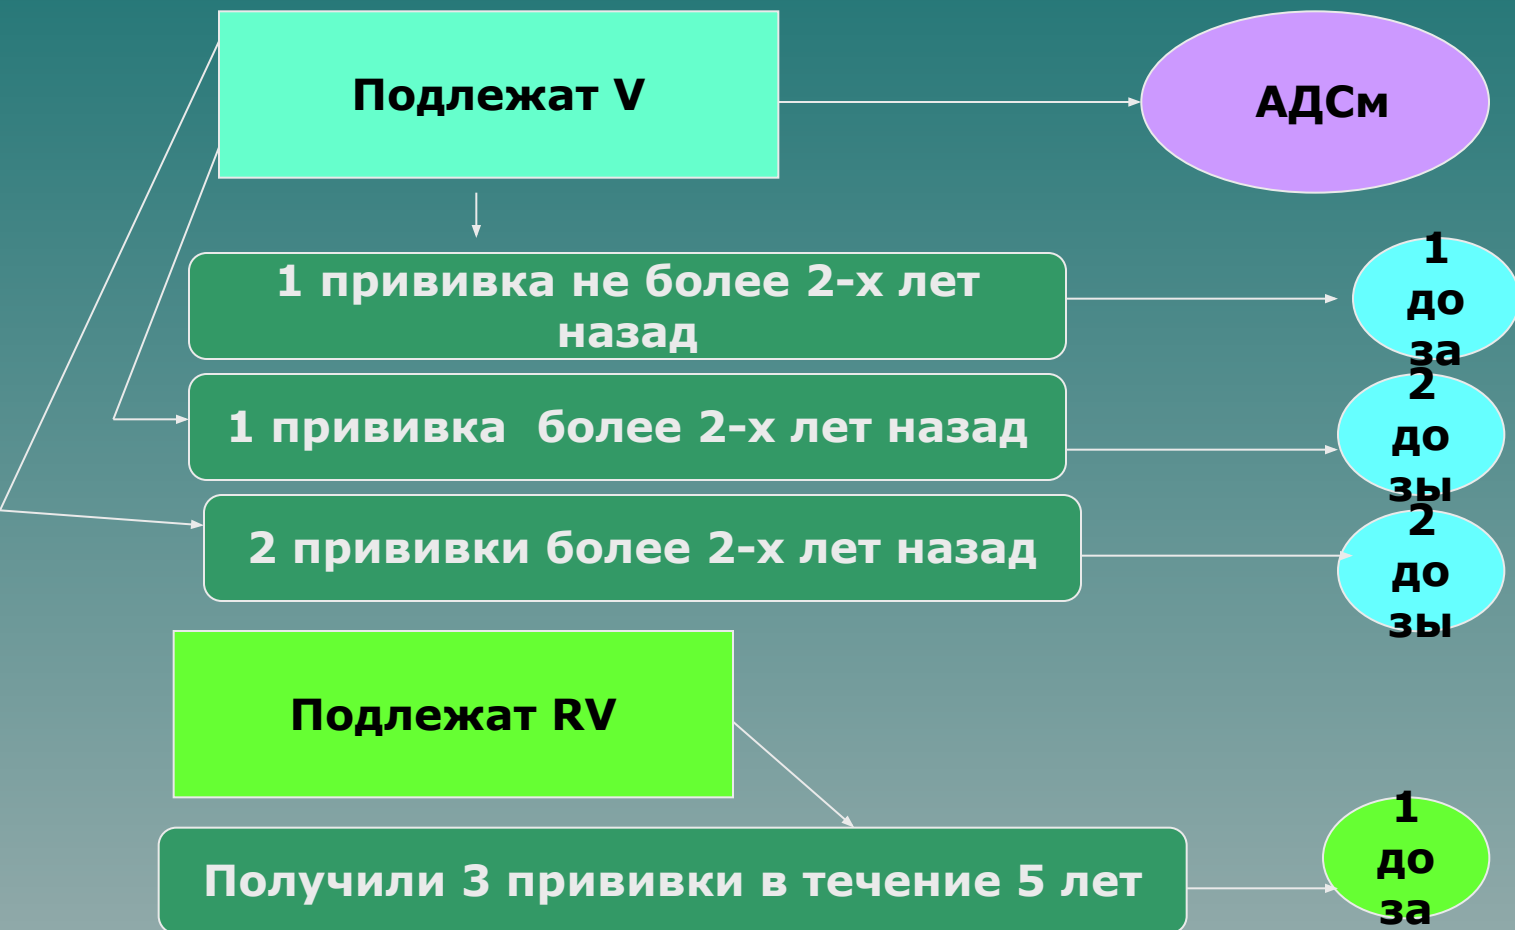 Подлежат V
АДСм
1 прививка не более 2-х лет
назад
1
до
за
1 прививка  более 2-х лет назад
2
до
зы
2 прививки более 2-х лет назад
2
до
зы
Подлежат RV
Получили 3 прививки в течение 5 лет
1
до
за